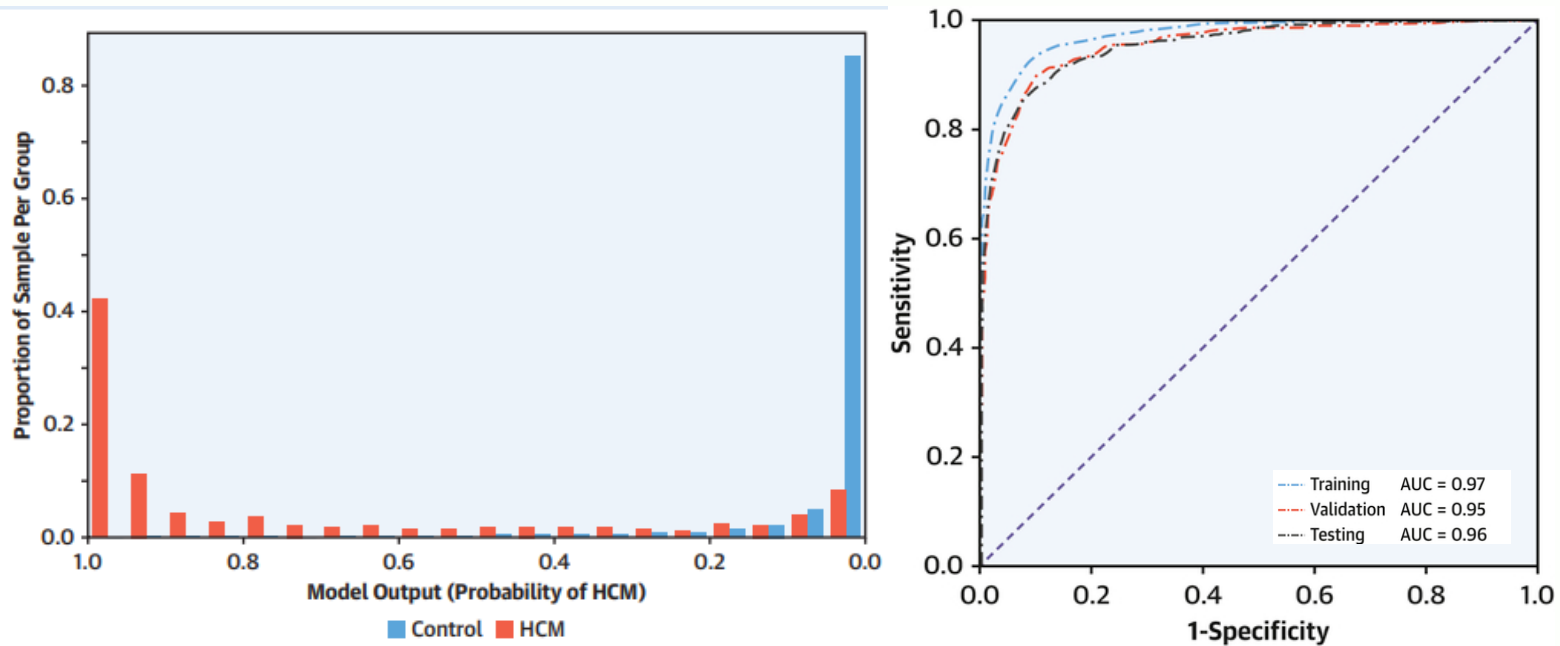 Proportion of Sample Per Group
0.8
0.6
0.4
0.2
0.0
1.0 0.8 0.6 0.4 0.2 0.0
Model Output (Probability of HCM)
Control HCM
Sensitivity
1.0
0.8
0.6
0.4
0.2
0.0
Training AUC = 0.97
Validation AUC = 0.95
Testing AUC = 0.96
0.0 0.2 0.4 0.6 0.8 1.0
1-Specificity